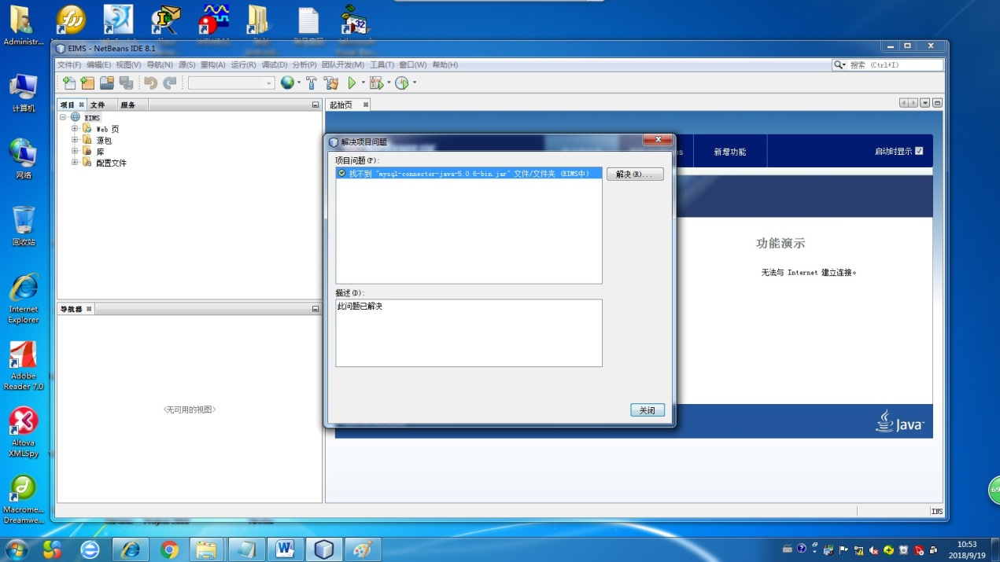 Administr...
计算机
网络
回收站
Internet
Explorer
Adobe
Reader 7.0
Altova
XMLSpy
Macrome...
Dreamwe...
EIMS - NetBeans IDE 8.1
文件(F) 编辑(E) 视图(V) 导航(N) 源(S) 重构(A) 运行(R) 调试(D) 分析(P) 团队开发(M) 工具(T) 窗口(W) 帮助(H)
搜索 (Ctrl+I)
项目 文件 服务
起始页
EIMS
Web 页
源包
库
配置文件
新增功能
启动时显示
功能演示
无法与 Internet 建立连接。
Java
解决项目问题
项目问题(P):
找不到 "mysql-connector-java-5.0.6-bin.jar" 文件/文件夹 (EIMS中)
解决(R)...
描述(D):
此问题已解决
关闭
导航器
<无可用的视图>
INS
69
10:53
2018/9/19